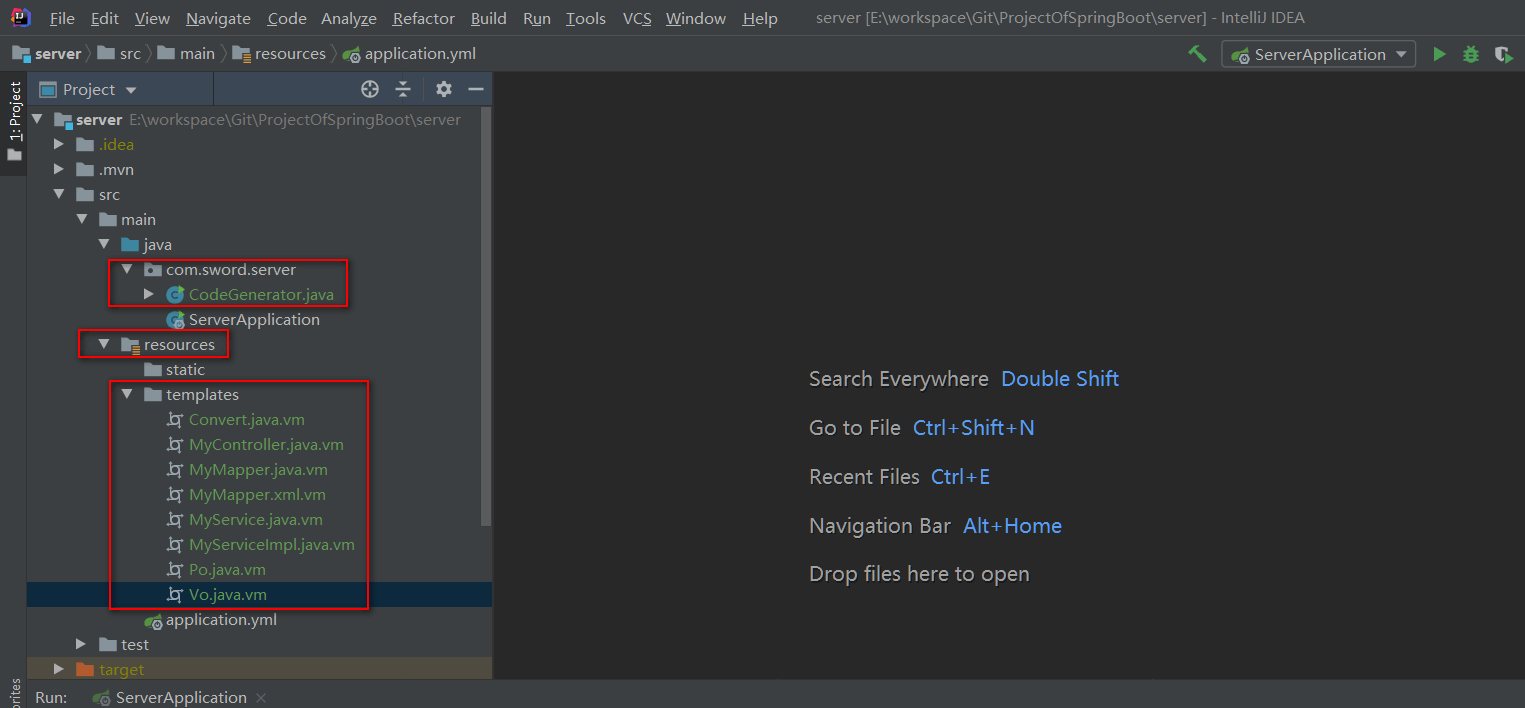 File Edit View Navigate Code Analyze Refactor Build Run Tools VCS Window Help server [E:\workspace\Git\ProjectOfSpringBoot\server] - IntelliJ IDEA
server src main resources application.yml ServerApplication
1: Project
Project
server E:\workspace\Git\ProjectOfSpringBoot\server
.idea
.mvn
src
main
java
com.sword.server
CodeGenerator.java
ServerApplication
resources
static
templates
Convert.java.vm
MyController.java.vm
MyMapper.java.vm
MyMapper.xml.vm
MyService.java.vm
MyServiceImpl.java.vm
Po.java.vm
Vo.java.vm
application.yml
test
target
Search Everywhere Double Shift
Go to File Ctrl+Shift+N
Recent Files Ctrl+E
Navigation Bar Alt+Home
Drop files here to open
Run: ServerApplication